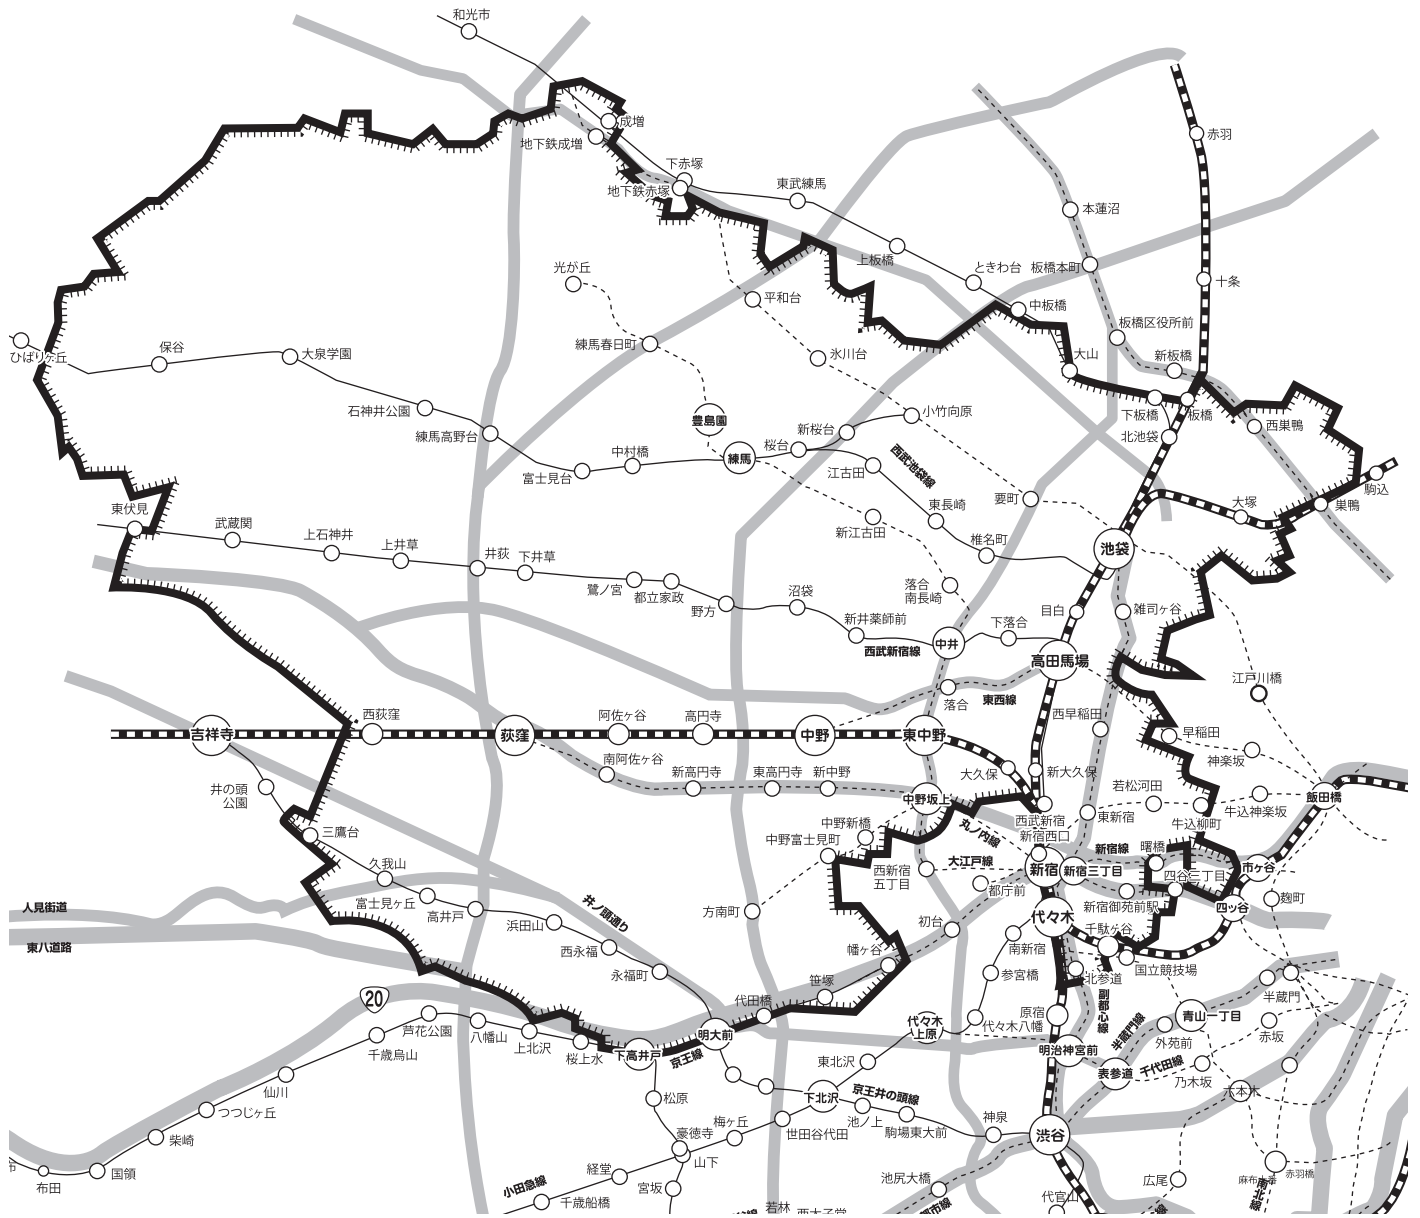 和光市
成増
地下鉄成増
赤羽
下赤塚
地下鉄赤塚
東武練馬
本蓮沼
上板橋
ときわ台
板橋本町
光が丘
十条
平和台
中板橋
板橋区役所前
ひばりヶ丘
保谷
大泉学園
練馬春日町
氷川台
大山
新板橋
石神井公園
豊島園
小竹向原
下板橋
板橋
西巣鴨
練馬高野台
新桜台
北池袋
中村橋
練馬
桜台
西武池袋線
富士見台
江古田
駒込
要町
東長崎
大塚
巣鴨
東伏見
武蔵関
上石神井
新江古田
椎名町
上井草
井荻
下井草
池袋
鷺ノ宮
都立家政
野方
沼袋
落合
南長崎
目白
雑司ヶ谷
新井薬師前
下落合
西武新宿線
中井
高田馬場
江戸川橋
落合
東西線
西荻窪
阿佐ヶ谷
高円寺
西早稲田
吉祥寺
荻窪
中野
東中野
早稲田
神楽坂
南阿佐ヶ谷
新高円寺
東高円寺
新中野
大久保
新大久保
井の頭
公園
若松河田
中野坂上
飯田橋
西武新宿
東新宿
牛込柳町
牛込神楽坂
三鷹台
中野新橋
中野富士見町
丸ノ内線
新宿西口
久我山
西新宿
五丁目
大江戸線
新宿線
曙橋
新宿
新宿三丁目
四谷三丁目
市ヶ谷
富士見ヶ丘
都庁前
新宿御苑前駅
四ッ谷
麹町
人見街道
高井戸
井ノ頭通り
方南町
初台
代々木
千駄ヶ谷
浜田山
東八道路
西永福
幡ヶ谷
南新宿
国立競技場
永福町
笹塚
参宮橋
北参道
半蔵門
20
代田橋
副都心線
芦花公園
八幡山
代々木
上原
代々木八幡
原宿
青山一丁目
赤坂
千歳烏山
上北沢
明大前
半蔵門線
外苑前
桜上水
下高井戸
京王線
明治神宮前
東北沢
表参道
千代田線
乃木坂
仙川
六本木
つつじヶ丘
松原
下北沢
京王井の頭線
池ノ上
駒場東大前
神泉
柴崎
豪徳寺
梅ヶ丘
世田谷代田
渋谷
布田
国領
経堂
山下
赤羽橋
小田急線
宮坂
池尻大橋
広尾
千歳船橋
若林
代官山
南北線